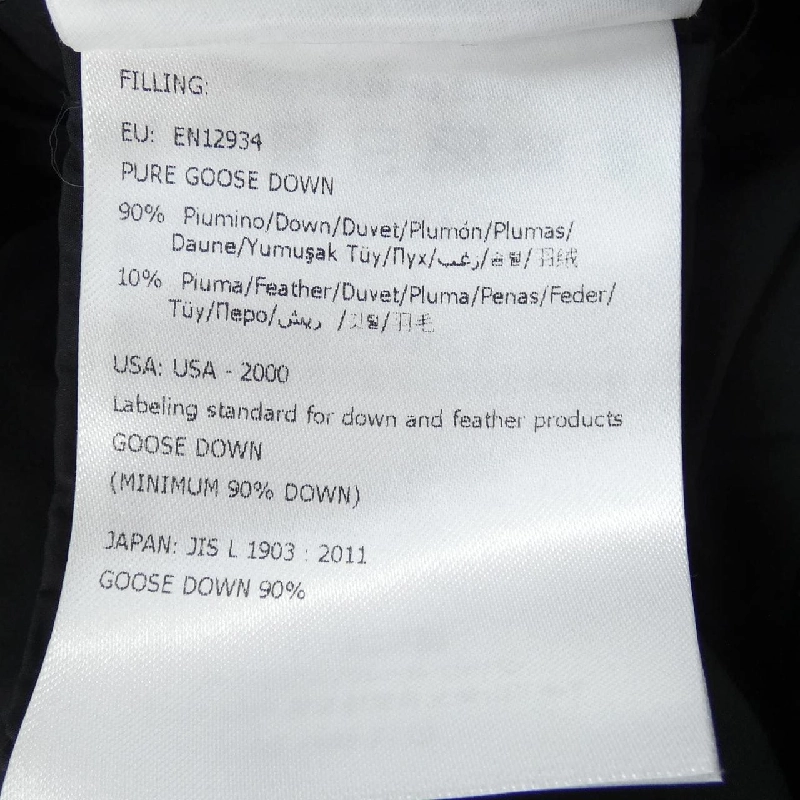 FILLING:
EU: EN12934
PURE GOOSE DOWN
90% Piumino/Down/Duvet/Plumón/Plumas/
Daune/Yumuşak Tüy/Пух/زغب/솜털/羽绒
10% Piuma/Feather/Duvet/Pluma/Penas/Feder/
Tüy/Перо/ريش /깃털/羽毛
USA: USA - 2000
Labeling standard for down and feather products
GOOSE DOWN
(MINIMUM 90% DOWN)
JAPAN: JIS L 1903 : 2011
GOOSE DOWN 90%